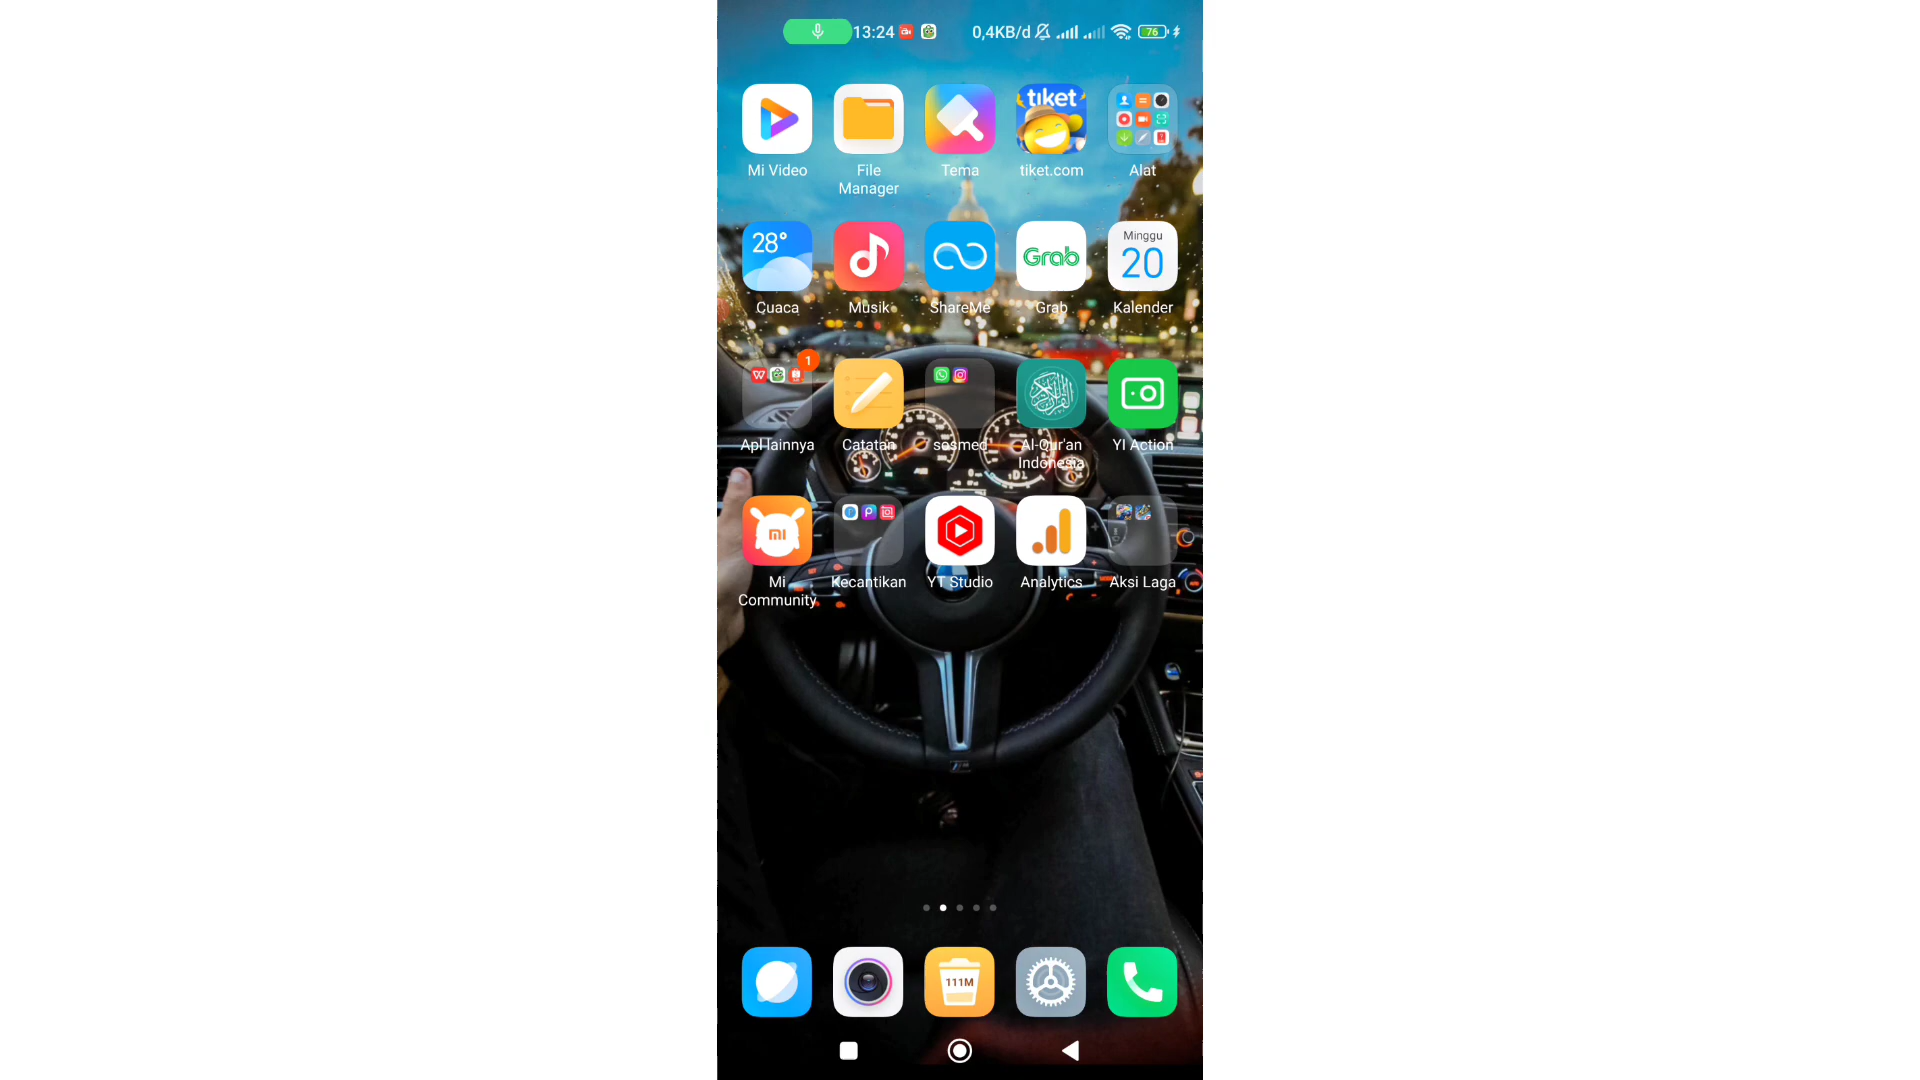 13:24 0,4KB/d 76
tiket
Mi Video File Manager Tema tiket.com Alat
28° Grab Minggu 20
Cuaca Musik ShareMe Grab Kalender
1
Apl lainnya Catatan sosmed Al-Qur'an Indonesia YI Action
mi
Mi Community Kecantikan YT Studio Analytics Aksi Laga
111M